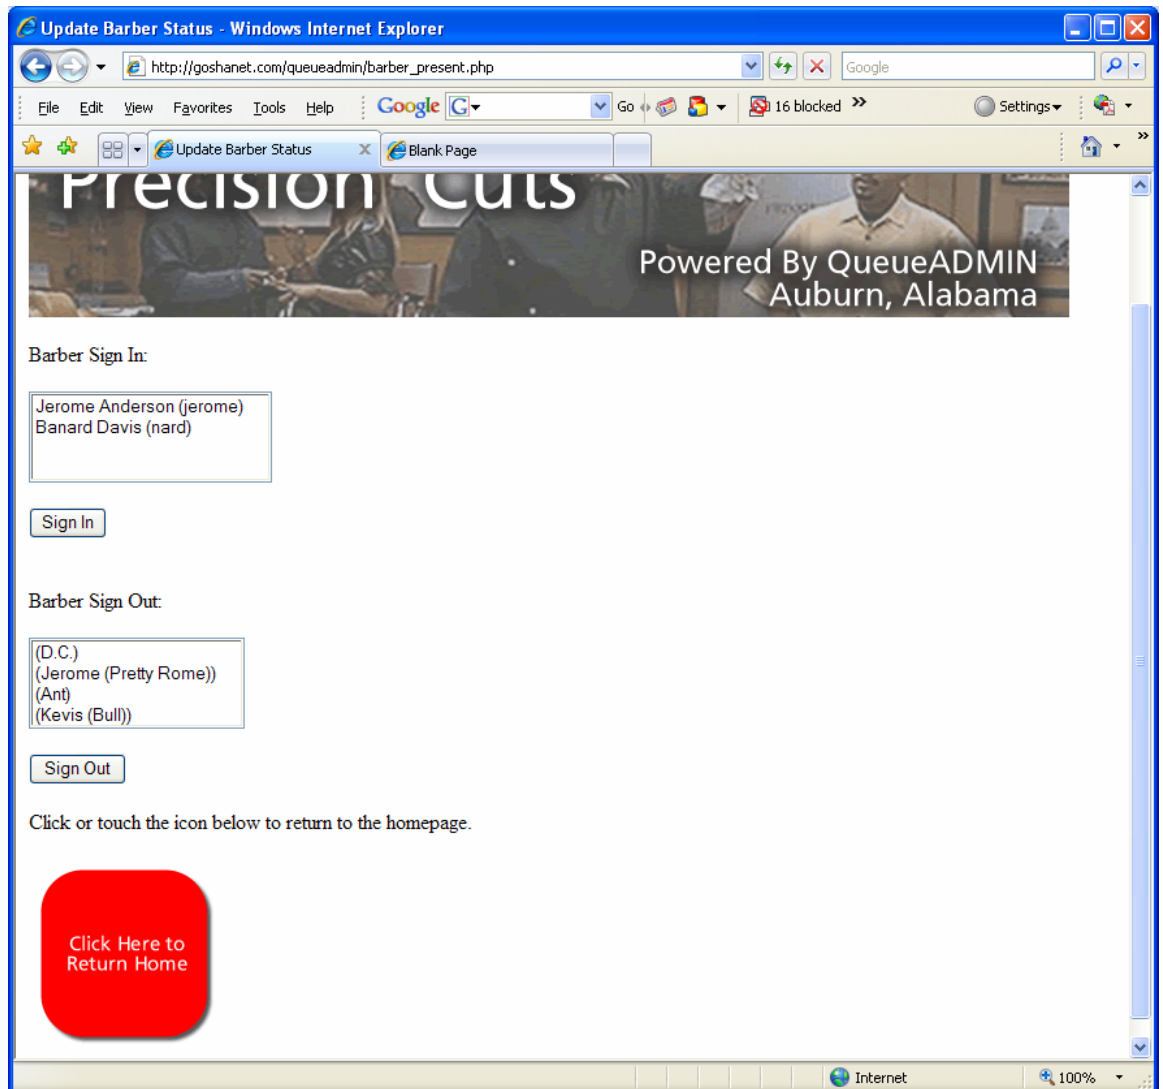 Update Barber Status - Windows Internet Explorer
http://goshanet.com/queueadmin/barber_present.php
Google
File Edit View Favorites Tools Help Google G Go 16 blocked >> Settings
Update Barber Status x Blank Page >>
Precision Cuts
Powered By QueueADMIN
Auburn, Alabama
Barber Sign In:
Jerome Anderson (jerome)
Banard Davis (nard)
Sign In
Barber Sign Out:
(D.C.)
(Jerome (Pretty Rome))
(Ant)
(Kevis (Bull))
Sign Out
Click or touch the icon below to return to the homepage.
Click Here to
Return Home
Internet 100%